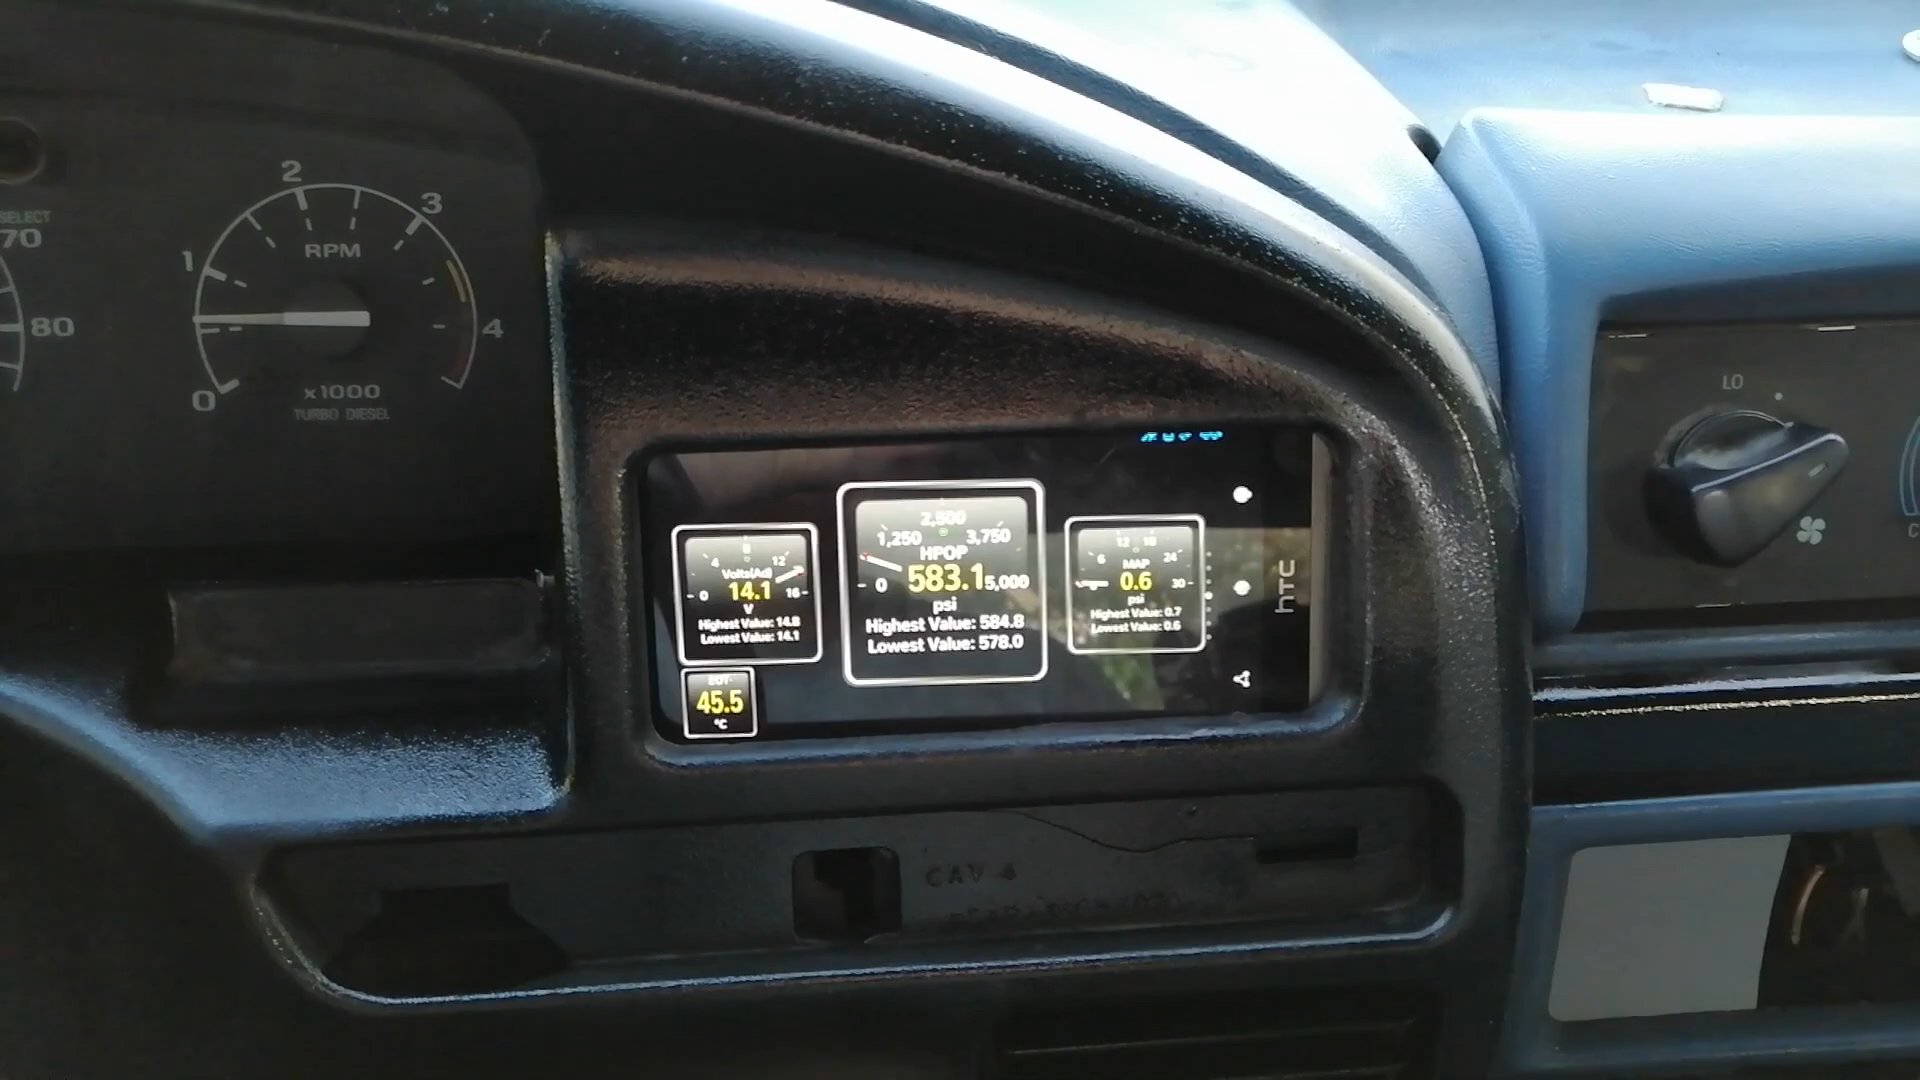 SELECT
70
80
2
3
RPM
1
4
0
x1000
TURBO DIESEL
8
4
12
Volts(Ad)
0
14.1
16
V
Highest Value: 14.8
Lowest Value: 14.1
EOT
45.5
°C
2,500
1,250
3,750
HPOP
0
583.1
5,000
psi
Highest Value: 584.8
Lowest Value: 578.0
12
18
6
24
MAP
0
0.6
30
psi
Highest Value: 0.7
Lowest Value: 0.6
hTC
LO
C
CAV 4